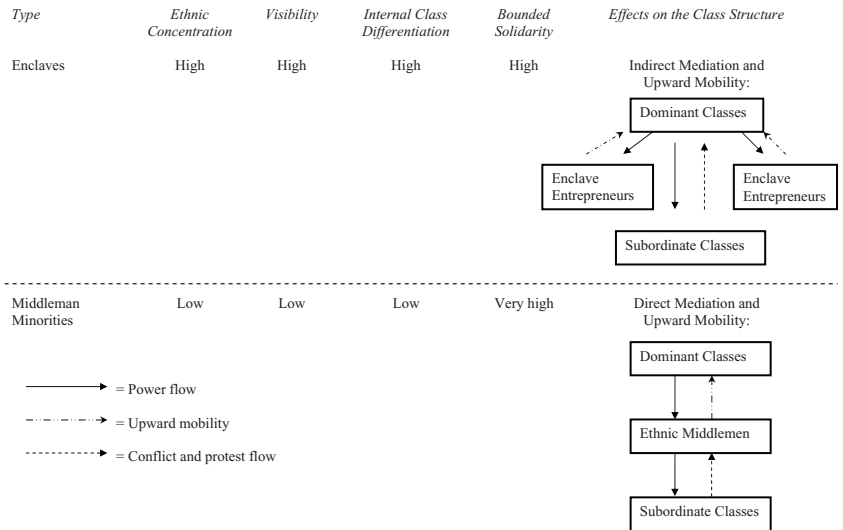 Type Ethnic Concentration Visibility Internal Class Differentiation Bounded Solidarity Effects on the Class Structure
Enclaves High High High High Indirect Mediation and
Upward Mobility:
Dominant Classes
Enclave
Entrepreneurs
Enclave
Entrepreneurs
Subordinate Classes
Middleman
Minorities
Low Low Low Very high Direct Mediation and
Upward Mobility:
Dominant Classes
Ethnic Middlemen
Subordinate Classes
= Power flow
= Upward mobility
= Conflict and protest flow